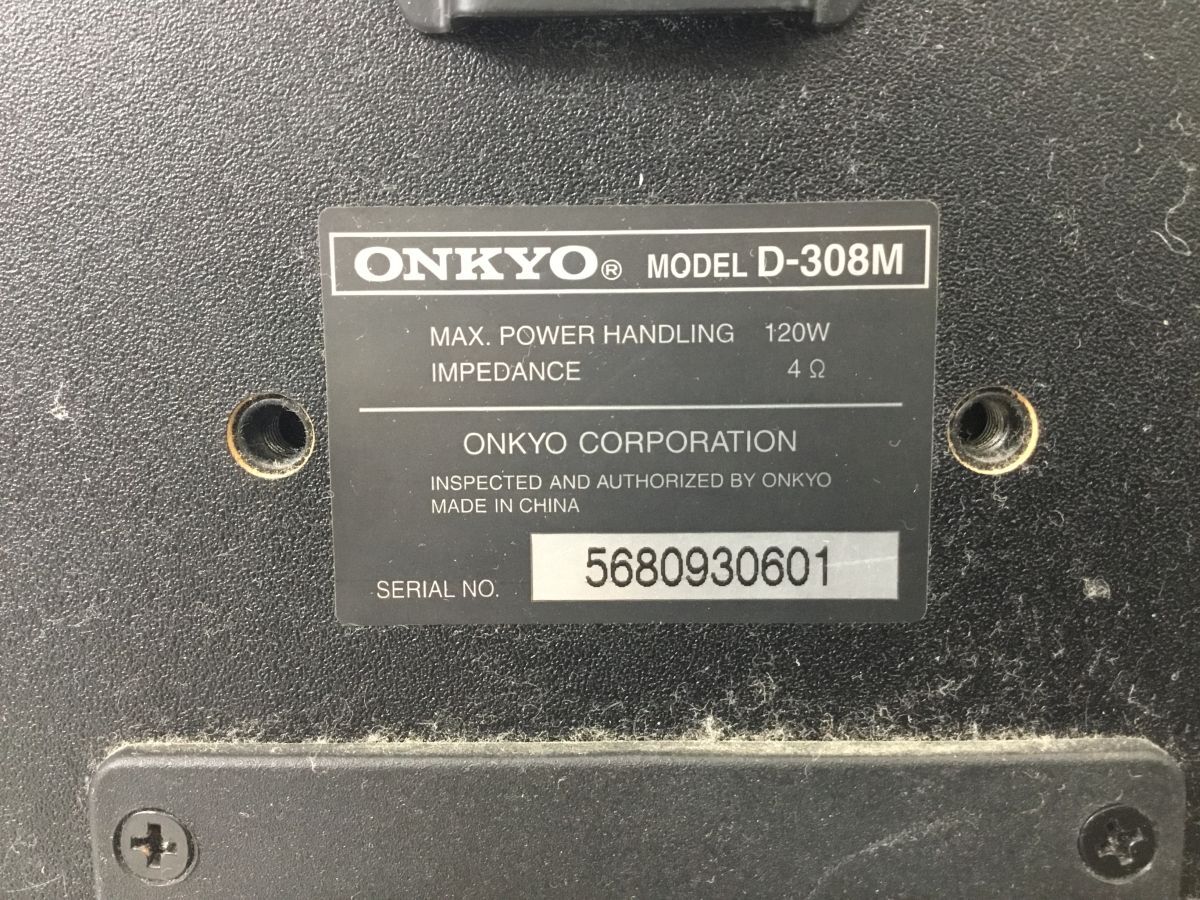 ONKYO® MODEL D-308M
MAX. POWER HANDLING 120W
IMPEDANCE 4 Ω
ONKYO CORPORATION
INSPECTED AND AUTHORIZED BY ONKYO
MADE IN CHINA
SERIAL NO. 5680930601